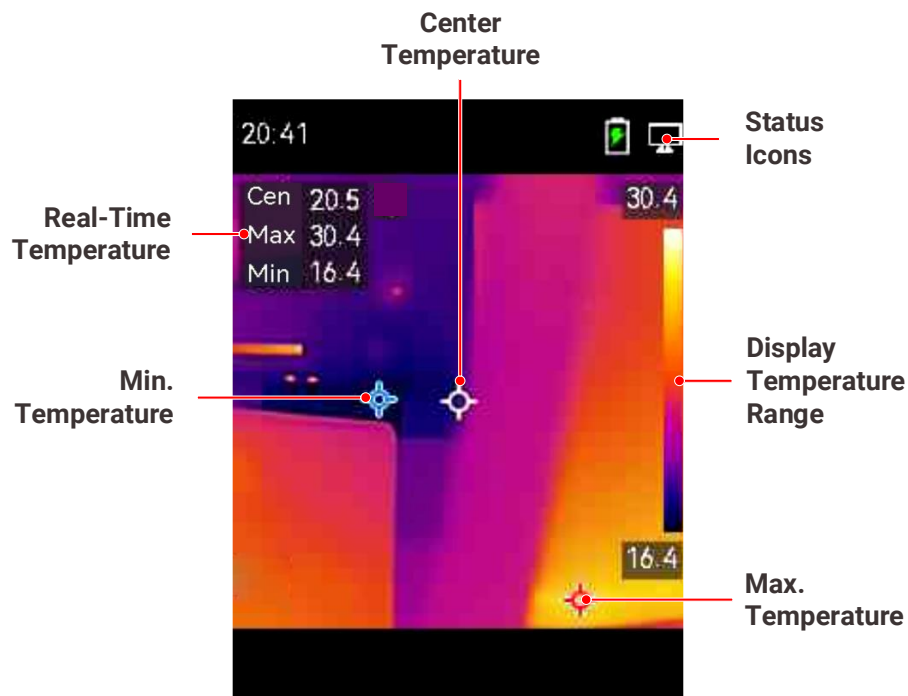 Center
Temperature
20:41
Status
Icons
Cen 20.5
Max 30.4
Min 16.4
30.4
Real-Time
Temperature
Display
Temperature
Range
Min.
Temperature
16.4
Max.
Temperature